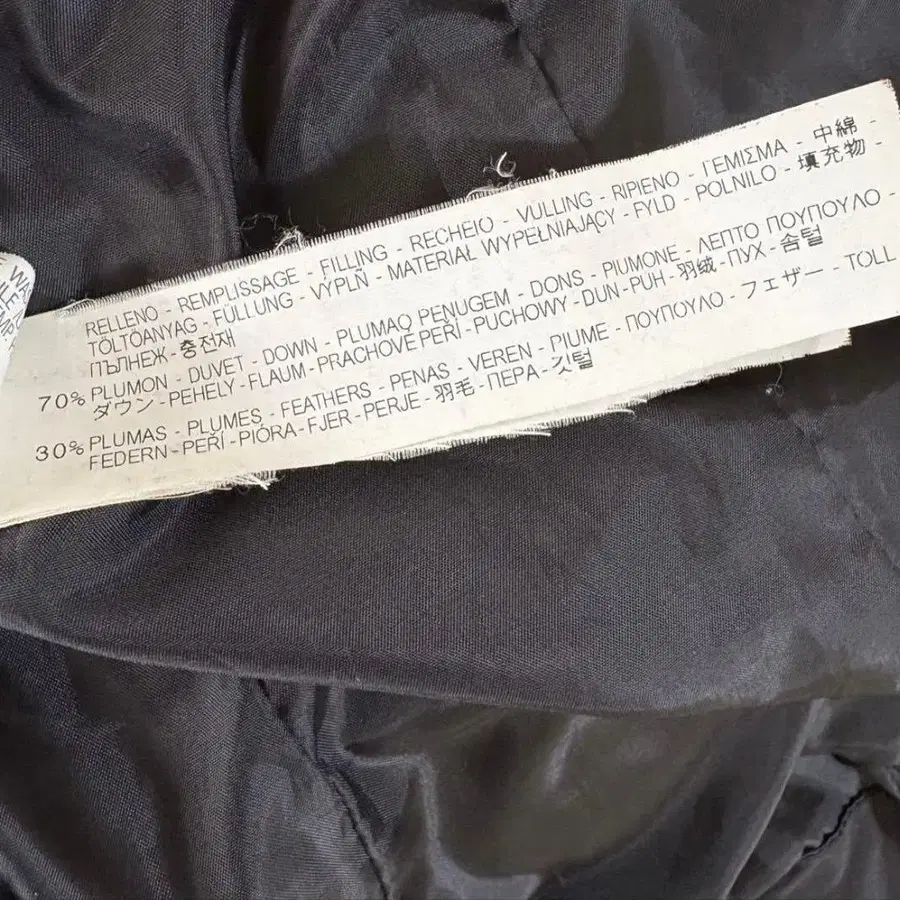 RELLENO - REMPLISSAGE - FILLING - RECHEIO - VULLING - RIPIENO - ΓΕΜΙΣΜΑ - 中綿 -
TÖLTŐANYAG - FÜLLUNG - VÝPLŇ - MATERIAŁ WYPEŁNIAJĄCY - FYLD - POLNILO - 填充物 -
ПЪЛНЕЖ - 충전재
70% PLUMON - DUVET - DOWN - PLUMAO PENUGEM - DONS - PIUMONE - ΛΕΠΤΟ ΠΟΥΠΟΥΛΟ -
ダウン - PEHELY - FLAUM - PRACHOVÉ PEŘÍ - PUCHOWY - DUN - PUH - 羽绒 - ПУХ - 솜털
30% PLUMAS - PLUMES - FEATHERS - PENAS - VEREN - PIUME - ΠΟΥΠΟΥΛΟ - フェザー - TOLL
FEDERN - PEŘÍ - PIÓRA - FJER - PERJE - 羽毛 - ПЕРА - 깃털